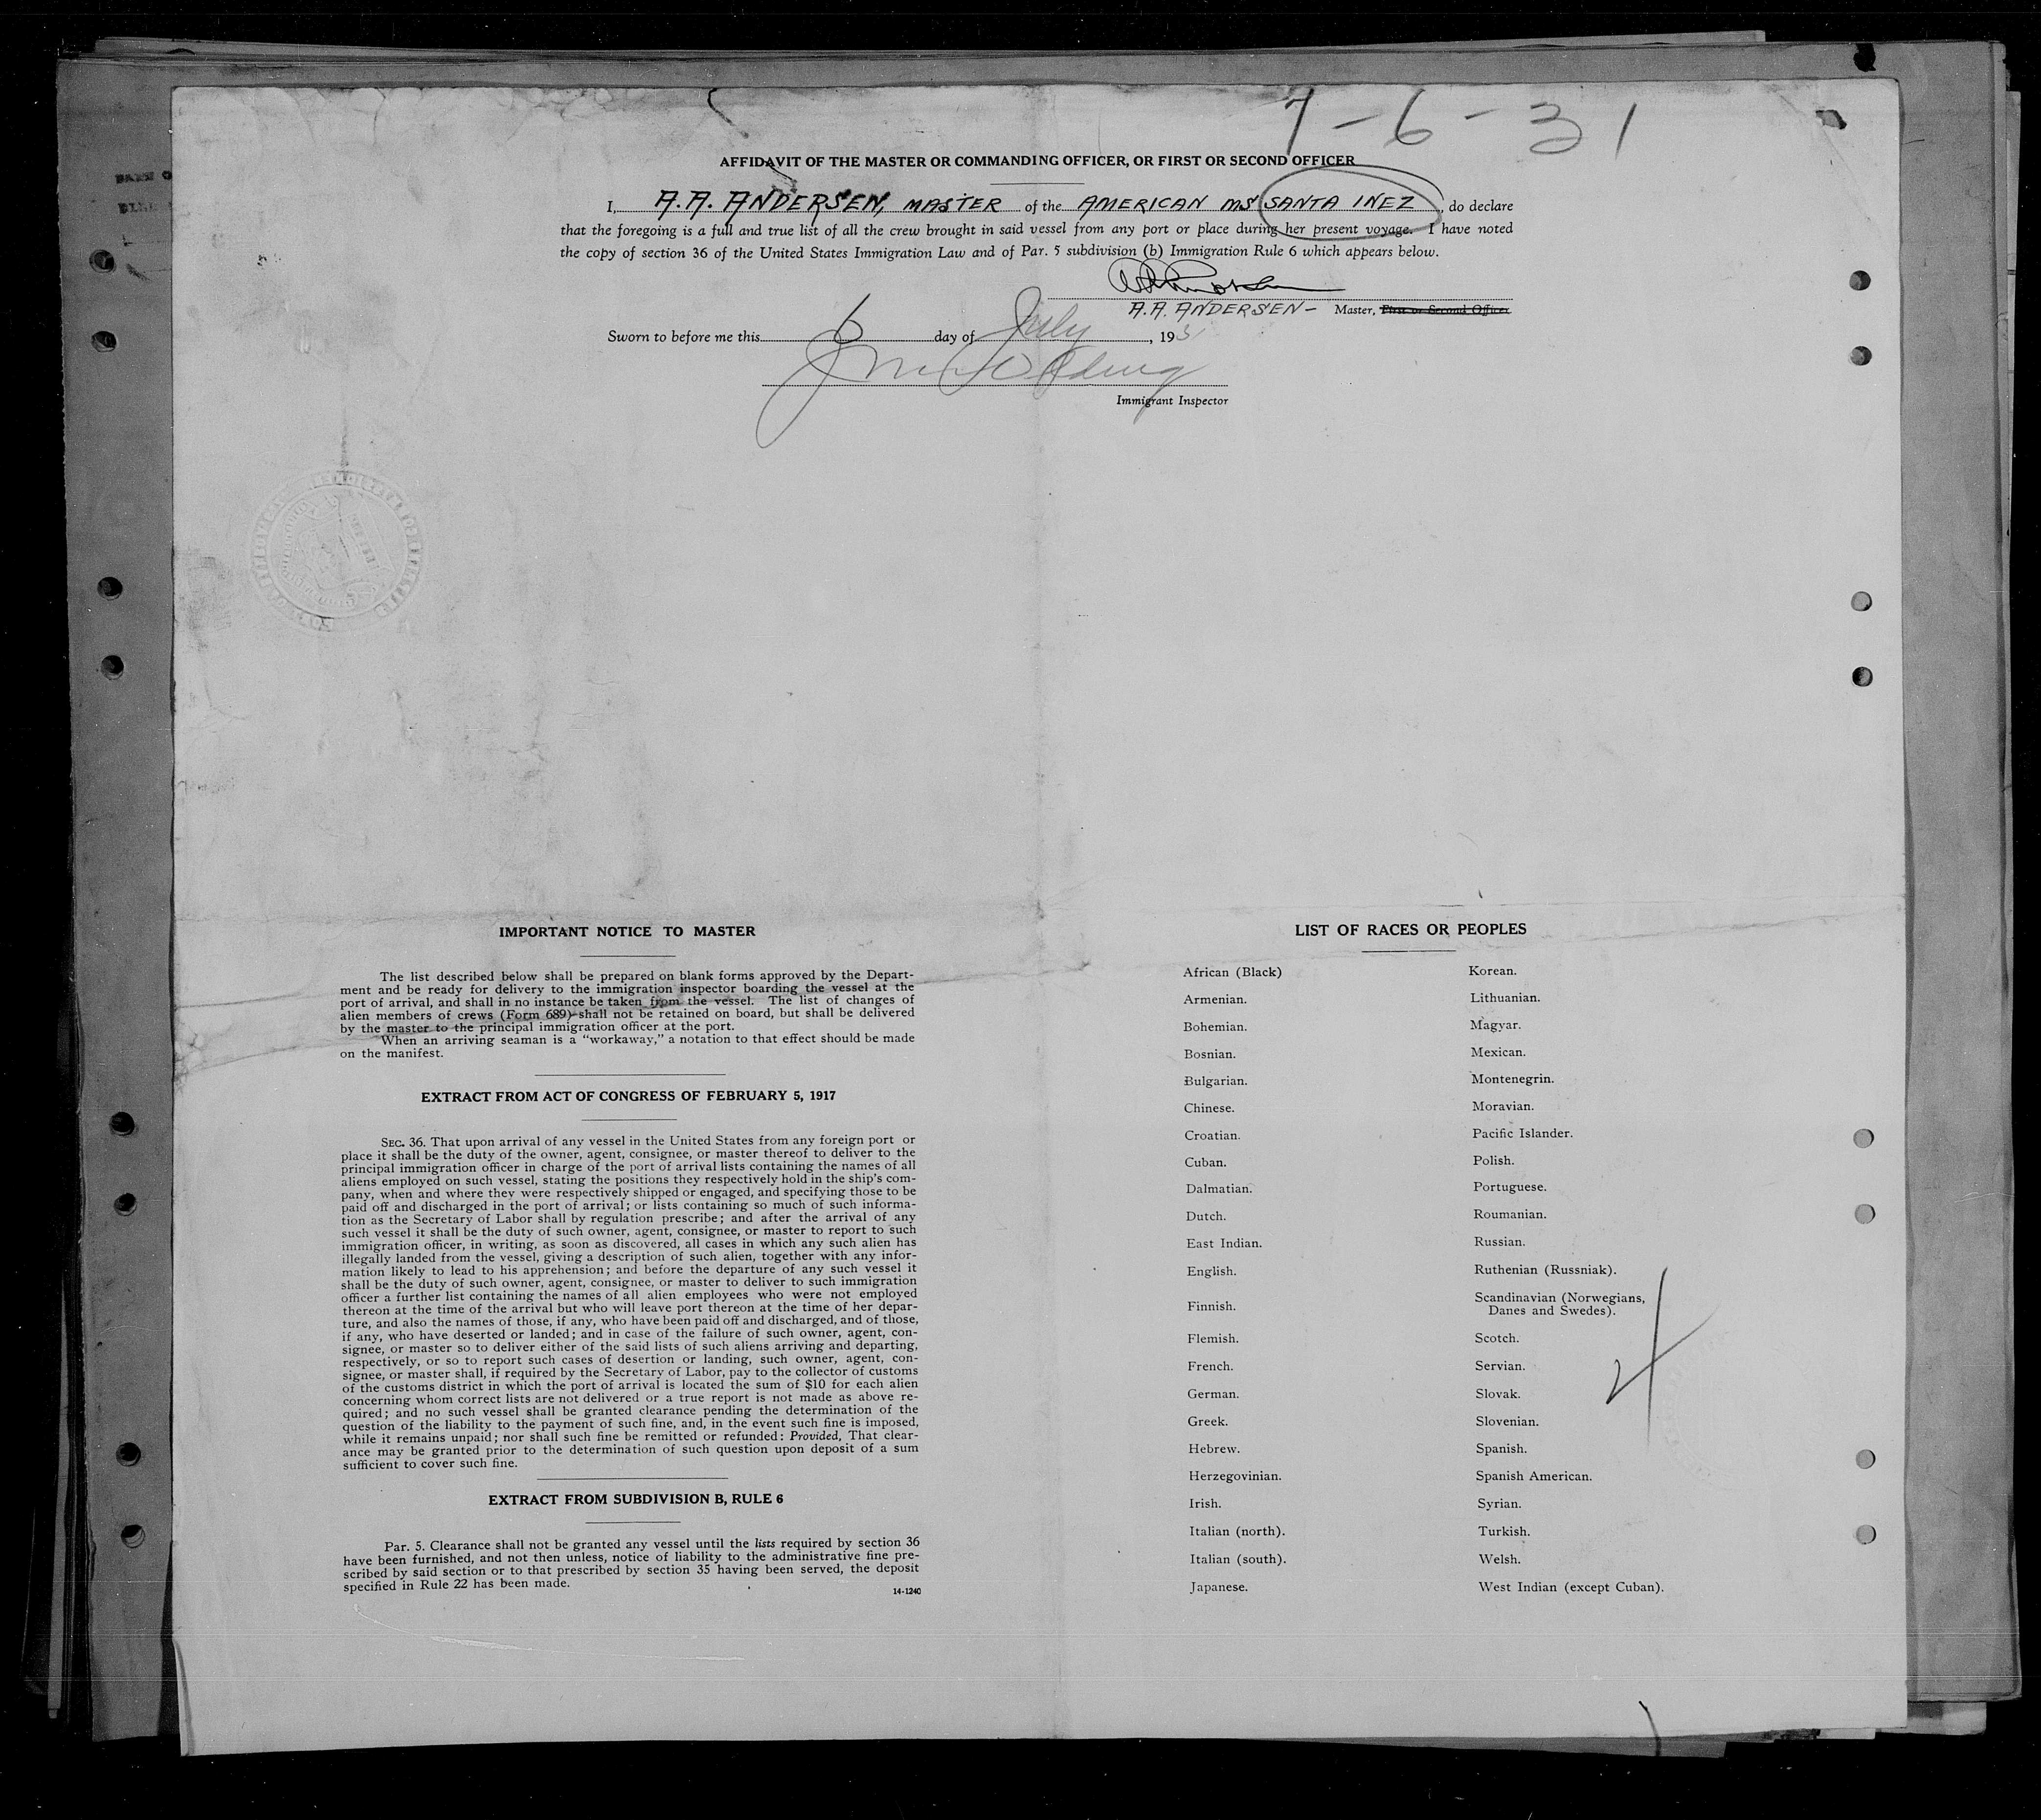 7-6-31
AFFIDAVIT OF THE MASTER OR COMMANDING OFFICER, OR FIRST OR SECOND OFFICER
I, A. A. ANDERSEN, MASTER of the AMERICAN MS SANTA INEZ, do declare
that the foregoing is a full and true list of all the crew brought in said vessel from any port or place during her present voyage. I have noted
the copy of section 36 of the United States Immigration Law and of Par. 5 subdivision (b) Immigration Rule 6 which appears below.
A. A. ANDERSEN - Master, First or Second Officer
Sworn to before me this 6 day of July, 193
Immigrant Inspector
IMPORTANT NOTICE TO MASTER
The list described below shall be prepared on blank forms approved by the Depart-
ment and be ready for delivery to the immigration inspector boarding the vessel at the
port of arrival, and shall in no instance be taken from the vessel. The list of changes of
alien members of crews (Form 689) shall not be retained on board, but shall be delivered
by the master to the principal immigration officer at the port.
When an arriving seaman is a "workaway," a notation to that effect should be made
on the manifest.
EXTRACT FROM ACT OF CONGRESS OF FEBRUARY 5, 1917
SEC. 36. That upon arrival of any vessel in the United States from any foreign port or
place it shall be the duty of the owner, agent, consignee, or master thereof to deliver to the
principal immigration officer in charge of the port of arrival lists containing the names of all
aliens employed on such vessel, stating the positions they respectively hold in the ship's com-
pany, when and where they were respectively shipped or engaged, and specifying those to be
paid off and discharged in the port of arrival; or lists containing so much of such informa-
tion as the Secretary of Labor shall by regulation prescribe; and after the arrival of any
such vessel it shall be the duty of such owner, agent, consignee, or master to report to such
immigration officer, in writing, as soon as discovered, all cases in which any such alien has
illegally landed from the vessel, giving a description of such alien, together with any infor-
mation likely to lead to his apprehension; and before the departure of any such vessel it
shall be the duty of such owner, agent, consignee, or master to deliver to such immigration
officer a further list containing the names of all alien employees who were not employed
thereon at the time of the arrival but who will leave port thereon at the time of her depar-
ture, and also the names of those, if any, who have been paid off and discharged, and of those,
if any, who have deserted or landed; and in case of the failure of such owner, agent, con-
signee, or master so to deliver either of the said lists of such aliens arriving and departing,
respectively, or so to report such cases of desertion or landing, such owner, agent, con-
signee, or master shall, if required by the Secretary of Labor, pay to the collector of customs
of the customs district in which the port of arrival is located the sum of $10 for each alien
concerning whom correct lists are not delivered or a true report is not made as above re-
quired; and no such vessel shall be granted clearance pending the determination of the
question of the liability to the payment of such fine, and, in the event such fine is imposed,
while it remains unpaid; nor shall such fine be remitted or refunded: Provided, That clear-
ance may be granted prior to the determination of such question upon deposit of a sum
sufficient to cover such fine.
EXTRACT FROM SUBDIVISION B, RULE 6
Par. 5. Clearance shall not be granted any vessel until the lists required by section 36
have been furnished, and not then unless, notice of liability to the administrative fine pre-
scribed by said section or to that prescribed by section 35 having been served, the deposit
specified in Rule 22 has been made.
14-1240
LIST OF RACES OR PEOPLES
African (Black)
Armenian.
Bohemian.
Bosnian.
Bulgarian.
Chinese.
Croatian.
Cuban.
Dalmatian.
Dutch.
East Indian.
English.
Finnish.
Flemish.
French.
German.
Greek.
Hebrew.
Herzegovinian.
Irish.
Italian (north).
Italian (south).
Japanese.
Korean.
Lithuanian.
Magyar.
Mexican.
Montenegrin.
Moravian.
Pacific Islander.
Polish.
Portuguese.
Roumanian.
Russian.
Ruthenian (Russniak).
Scandinavian (Norwegians,
Danes and Swedes).
Scotch.
Servian.
Slovak.
Slovenian.
Spanish.
Spanish American.
Syrian.
Turkish.
Welsh.
West Indian (except Cuban).